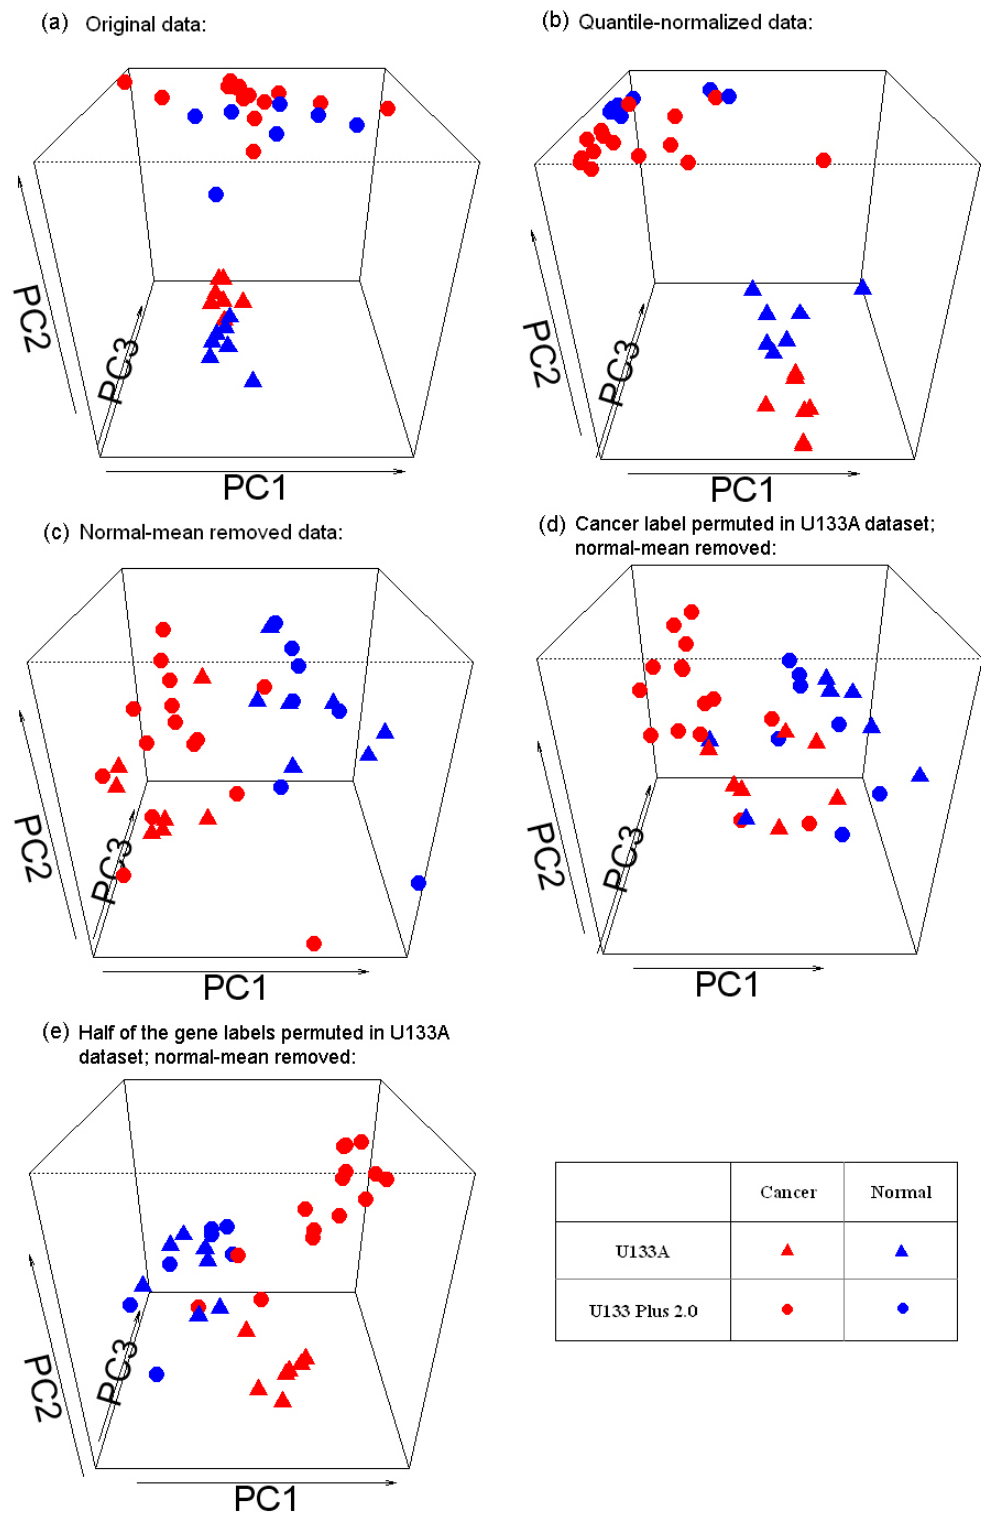 (a) Original data:
(b) Quantile-normalized data:
PC2
PC3
PC1
PC2
PC3
PC1
(c) Normal-mean removed data:
(d) Cancer label permuted in U133A dataset;
normal-mean removed:
PC2
PC3
PC1
PC2
PC3
PC1
(e) Half of the gene labels permuted in U133A
dataset; normal-mean removed:
PC2
PC3
PC1
Cancer Normal
U133A
U133 Plus 2.0